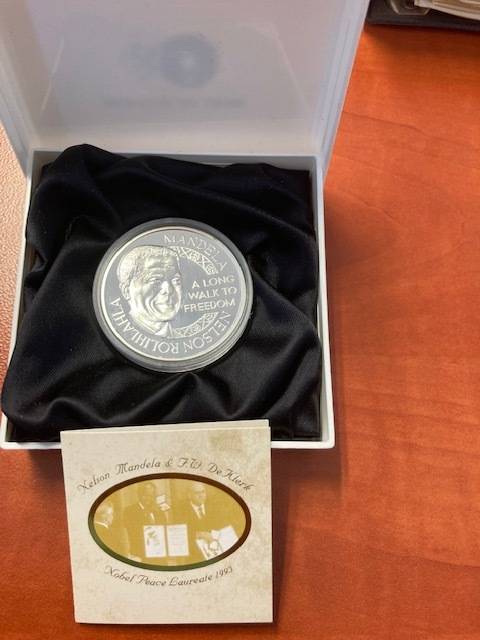 MANDELA
A LONG
WALK TO
FREEDOM
NELSON ROLIHLAHLA
Nelson Mandela & F.W. De Klerk
Nobel Peace Laureate 1993